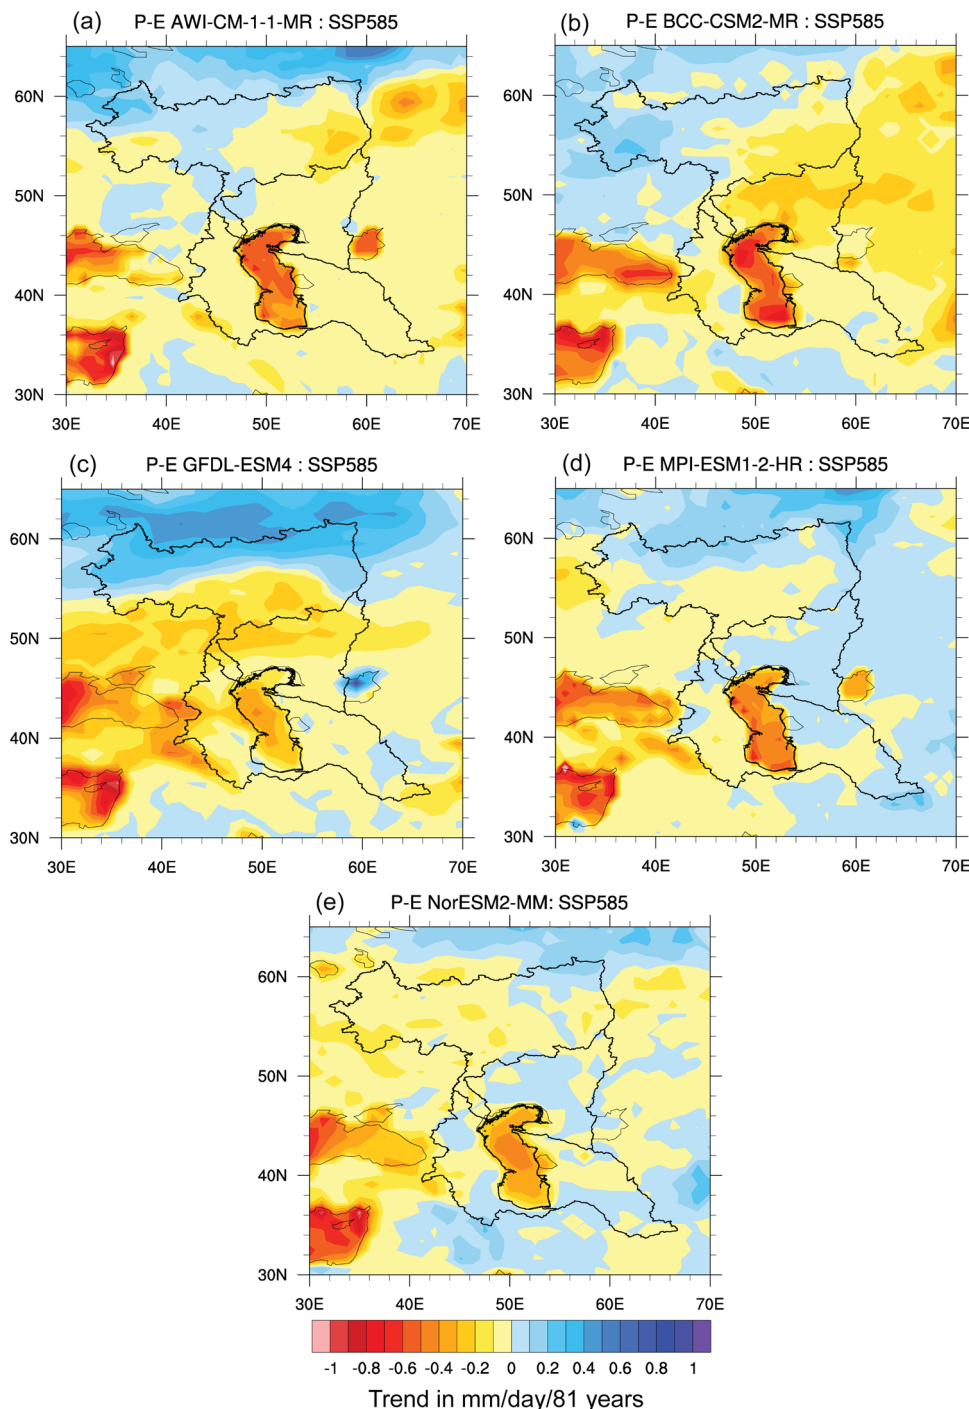 (a) P-E AWI-CM-1-1-MR : SSP585
60N
50N
40N
30N
30E 40E 50E 60E 70E
(b) P-E BCC-CSM2-MR : SSP585
60N
50N
40N
30N
30E 40E 50E 60E 70E
(c) P-E GFDL-ESM4 : SSP585
60N
50N
40N
30N
30E 40E 50E 60E 70E
(d) P-E MPI-ESM1-2-HR : SSP585
60N
50N
40N
30N
30E 40E 50E 60E 70E
(e) P-E NorESM2-MM: SSP585
60N
50N
40N
30N
30E 40E 50E 60E 70E
-1 -0.8 -0.6 -0.4 -0.2 0 0.2 0.4 0.6 0.8 1
Trend in mm/day/81 years